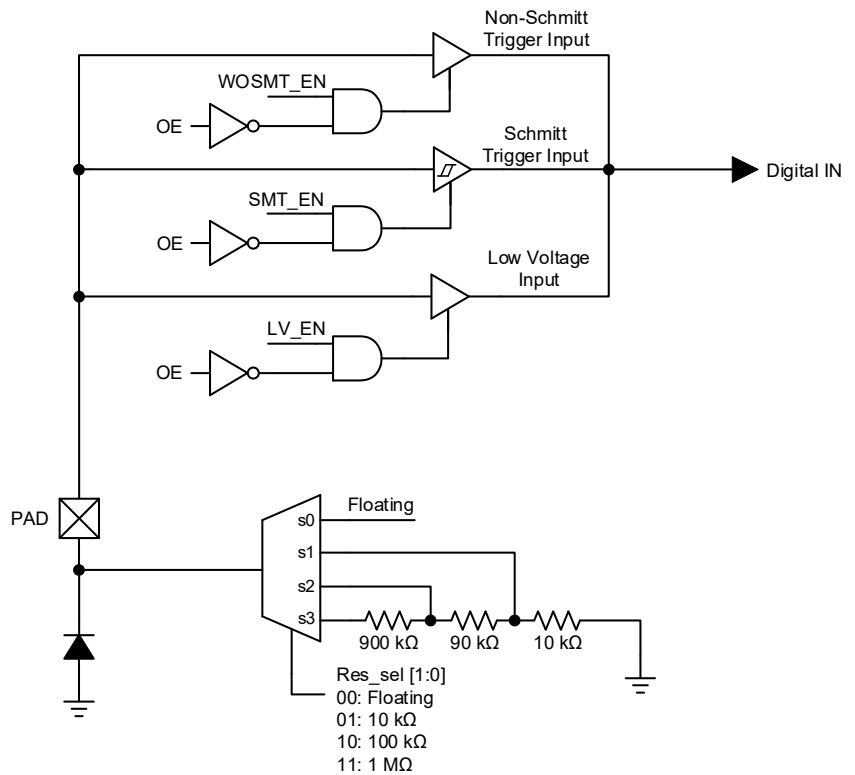 Non-Schmitt
Trigger Input
WOSMT_EN
OE
Schmitt
Trigger Input
Digital IN
SMT_EN
OE
Low Voltage
Input
LV_EN
OE
PAD
Floating
s0
s1
s2
s3
900 kΩ
90 kΩ
10 kΩ
Res_sel [1:0]
00: Floating
01: 10 kΩ
10: 100 kΩ
11: 1 MΩ